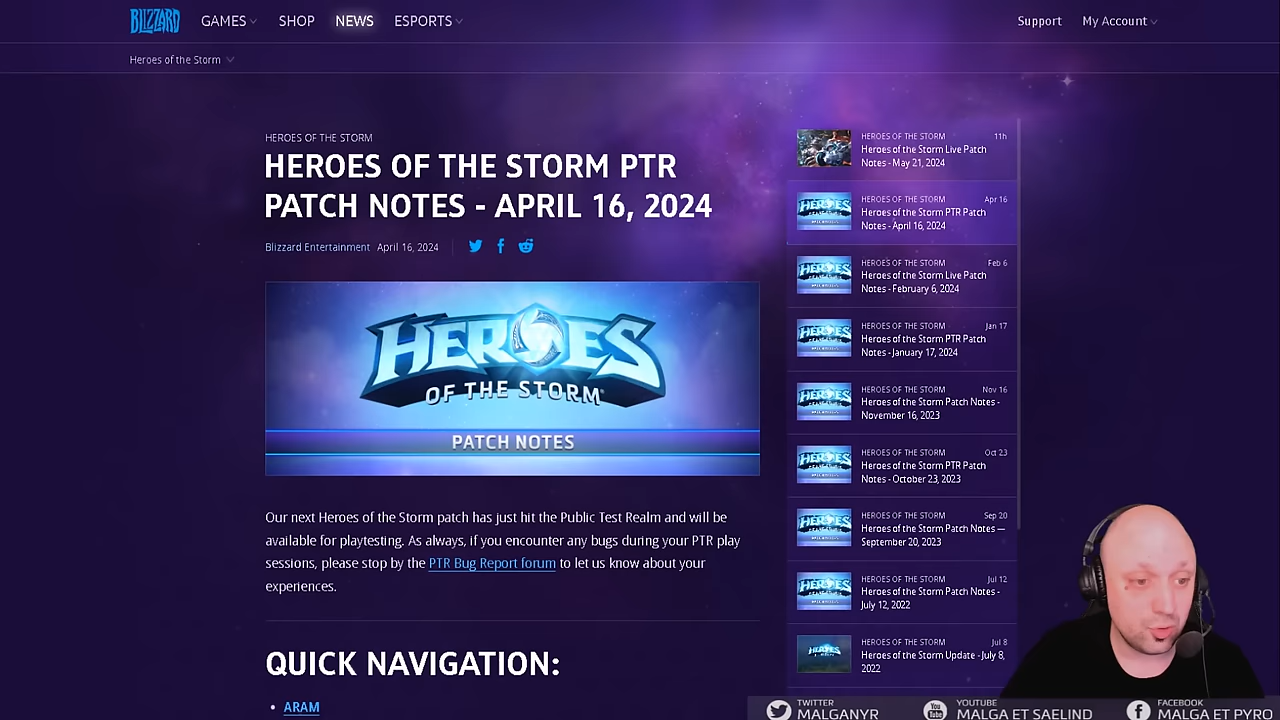 BLIZZARD
GAMES
SHOP
NEWS
ESPORTS
Support
My Account
Heroes of the Storm
HEROES OF THE STORM
HEROES OF THE STORM PTR
PATCH NOTES - APRIL 16, 2024
Blizzard Entertainment April 16, 2024
HEROES
OF THE STORM
PATCH NOTES
Our next Heroes of the Storm patch has just hit the Public Test Realm and will be
available for playtesting. As always, if you encounter any bugs during your PTR play
sessions, please stop by the PTR Bug Report forum to let us know about your
experiences.
QUICK NAVIGATION:
• ARAM
HEROES OF THE STORM 11h
Heroes of the Storm Live Patch
Notes - May 21, 2024
HEROES OF THE STORM Apr 16
Heroes of the Storm PTR Patch
Notes - April 16, 2024
HEROES OF THE STORM Feb 6
Heroes of the Storm Live Patch
Notes - February 6, 2024
HEROES OF THE STORM Jan 17
Heroes of the Storm PTR Patch
Notes - January 17, 2024
HEROES OF THE STORM Nov 16
Heroes of the Storm Patch Notes -
November 16, 2023
HEROES OF THE STORM Oct 23
Heroes of the Storm PTR Patch
Notes - October 23, 2023
HEROES OF THE STORM Sep 20
Heroes of the Storm Patch Notes —
September 20, 2023
HEROES OF THE STORM Jul 12
Heroes of the Storm Patch Notes -
July 12, 2022
HEROES OF THE STORM Jul 8
Heroes of the Storm Update - July 8,
2022
TWITTER
MALGANYR
YOUTUBE
MALGA ET SAELIND
FACEBOOK
MALGA ET PYRO